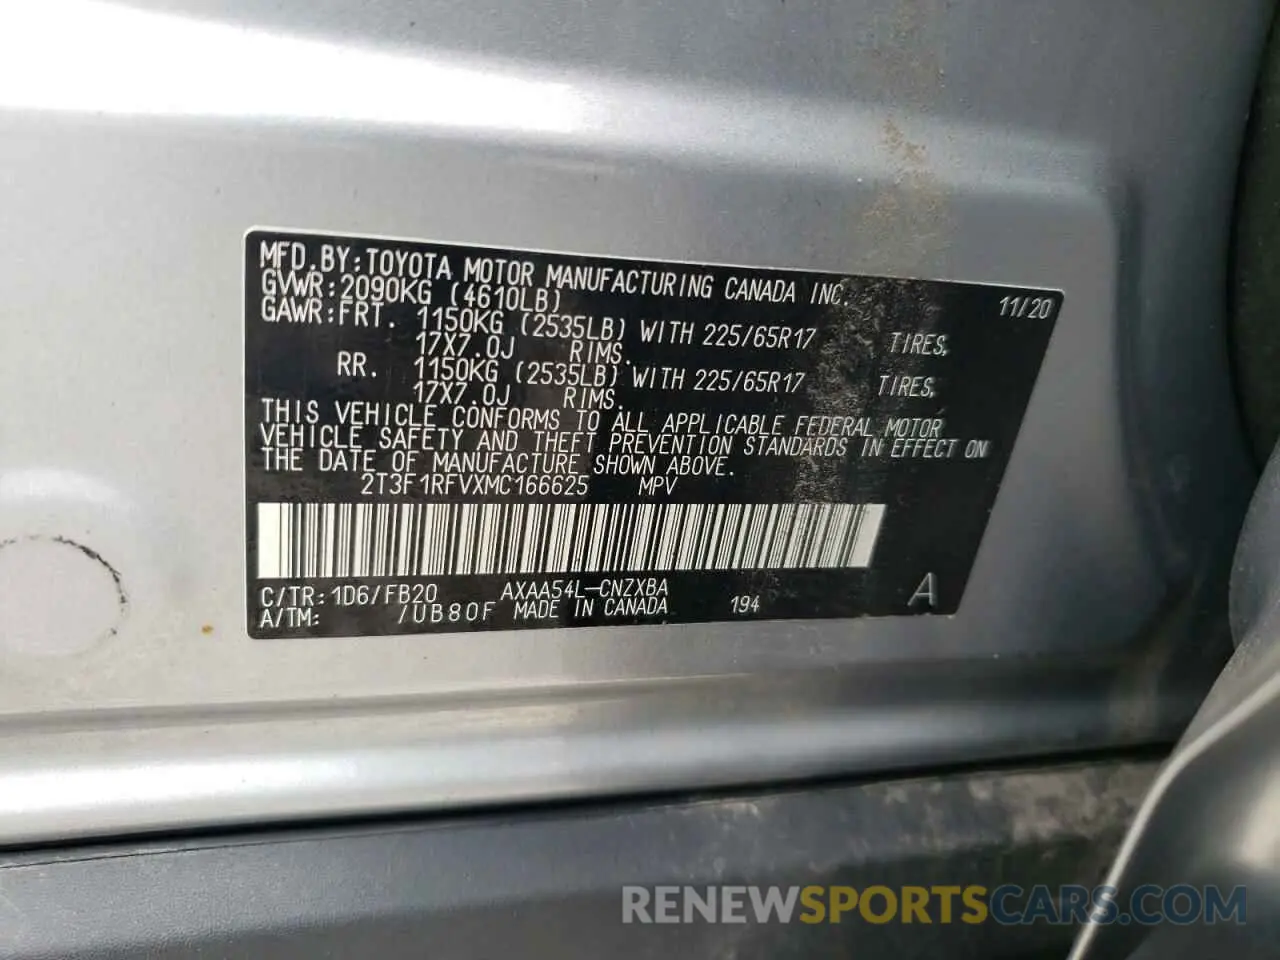 MFD.BY:TOYOTA MOTOR MANUFACTURING CANADA INC. 11/20
GVWR:2090KG (4610LB)
GAWR:FRT. 1150KG (2535LB) WITH 225/65R17 TIRES,
17X7.0J RIMS.
RR. 1150KG (2535LB) WITH 225/65R17 TIRES,
17X7.0J RIMS.
THIS VEHICLE CONFORMS TO ALL APPLICABLE FEDERAL MOTOR
VEHICLE SAFETY AND THEFT PREVENTION STANDARDS IN EFFECT ON
THE DATE OF MANUFACTURE SHOWN ABOVE.
2T3F1RFVXMC166625 MPV
C/TR:1D6/FB20 AXAA54L-CNZXBA
A/TM: /UB80F MADE IN CANADA 194 A
RENEWSPORTSCARS.COM